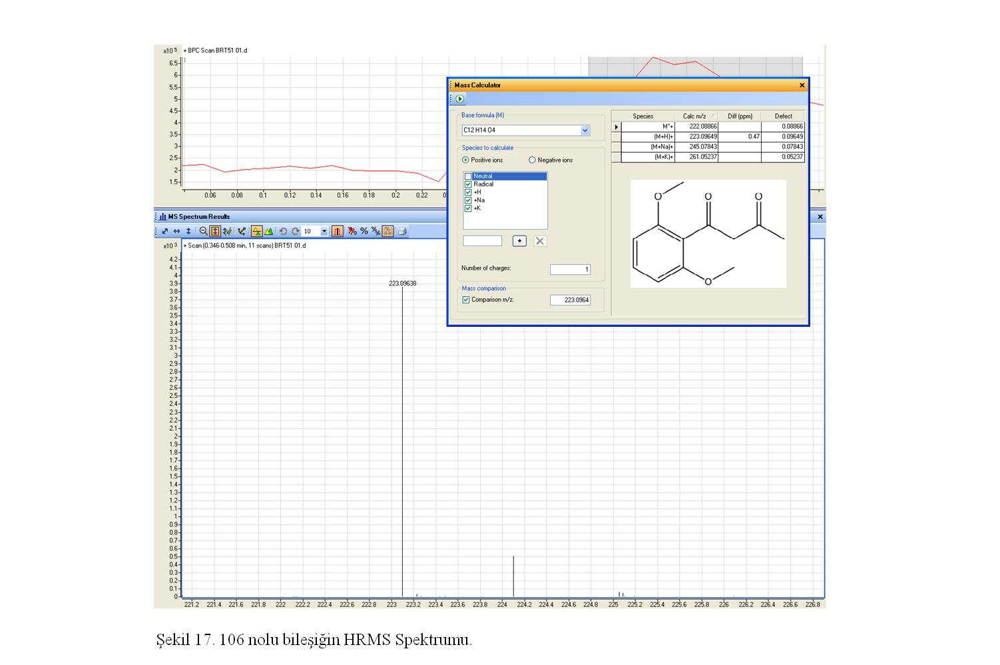 x10 5
+ BPC Scan BRT51 01.d
1
6.5
6
5.5
5
4.5
4
3.5
3
2.5
2
1.5
0.06 0.08 0.1 0.12 0.14 0.16 0.18 0.2 0.22 0
Mass Calculator
Base formula (M)
C12 H14 O4
Species to calculate
Positive ions Negative ions
Neutral
Radical
+H
+Na
+K
Number of charges: 1
Mass comparison
Comparison m/z: 223.0964
Species Calc m/z Diff (ppm) Defect
M*+ 222.08866 0.08866
(M+H)+ 223.09649 0.47 0.09649
(M+Na)+ 245.07843 0.07843
(M+K)+ 261.05237 0.05237
O O O
O
MS Spectrum Results
10
x10 3
+ Scan (0.346-0.508 min, 11 scans) BRT51 01.d
223.09638
4.2
4.1
4
3.9
3.8
3.7
3.6
3.5
3.4
3.3
3.2
3.1
3
2.9
2.8
2.7
2.6
2.5
2.4
2.3
2.2
2.1
2
1.9
1.8
1.7
1.6
1.5
1.4
1.3
1.2
1.1
1
0.9
0.8
0.7
0.6
0.5
0.4
0.3
0.2
0.1
0
221.2 221.4 221.6 221.8 222 222.2 222.4 222.6 222.8 223 223.2 223.4 223.6 223.8 224 224.2 224.4 224.6 224.8 225 225.2 225.4 225.6 225.8 226 226.2 226.4 226.6 226.8
Şekil 17. 106 nolu bileşiğin HRMS Spektrumu.